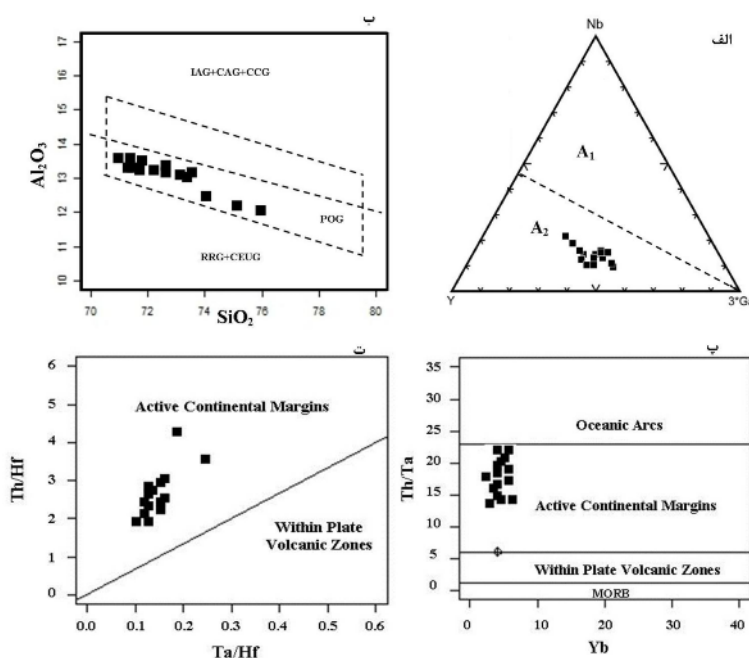 ب
IAG+CAG+CCG
POG
RRG+CEUG
Al₂O₃
17
16
15
14
13
12
11
10
70 72 74 76 78 80
SiO₂
الف
Nb
A₁
A₂
Y
3*Ga
ت
Active Continental Margins
Within Plate
Volcanic Zones
Th/Hf
6
5
4
3
2
1
0
0.0 0.1 0.2 0.3 0.4 0.5 0.6
Ta/Hf
پ
Oceanic Arcs
Active Continental Margins
Within Plate Volcanic Zones
MORB
Th/Ta
35
30
25
20
15
10
5
0
0 10 20 30 40
Yb